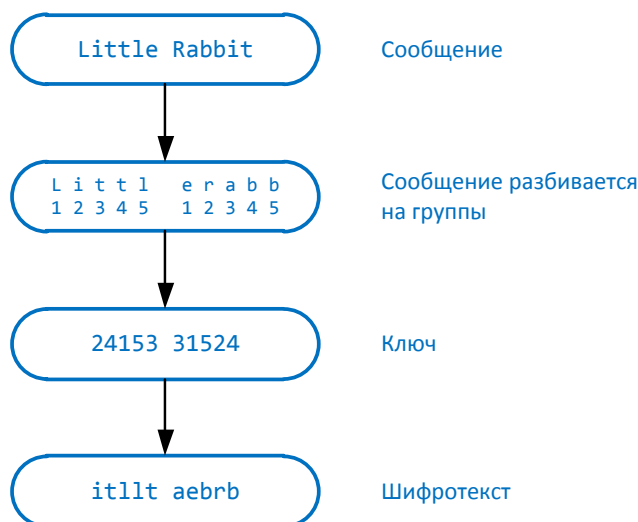 Little Rabbit
Сообщение
L i t t l e r a b b
1 2 3 4 5 1 2 3 4 5
Сообщение разбивается
на группы
24153 31524
Ключ
itllt aebrb
Шифротекст